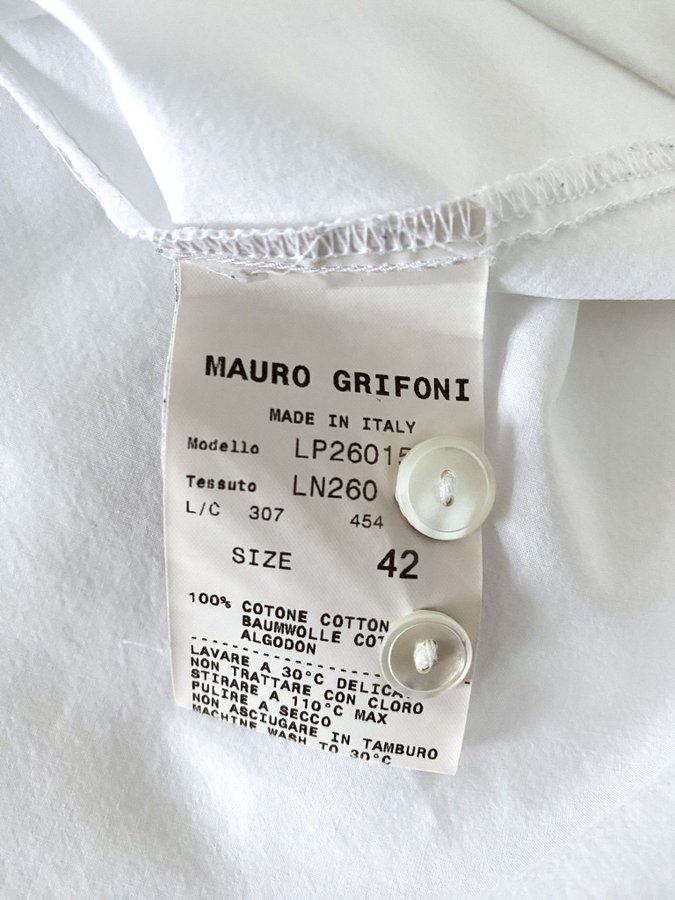 MAURO GRIFONI
MADE IN ITALY
Modello LP26015
Tessuto LN260
L/C 307 454
SIZE 42
100% COTONE COTTON
BAUMWOLLE
ALGODON
LAVARE A 30°C
NON TRATTARE CON CLORO
STIRARE A 110°C MAX
PULIRE A SECCO
NON ASCIUGARE IN TAMBURO
MACHINE WASH TO 30°C